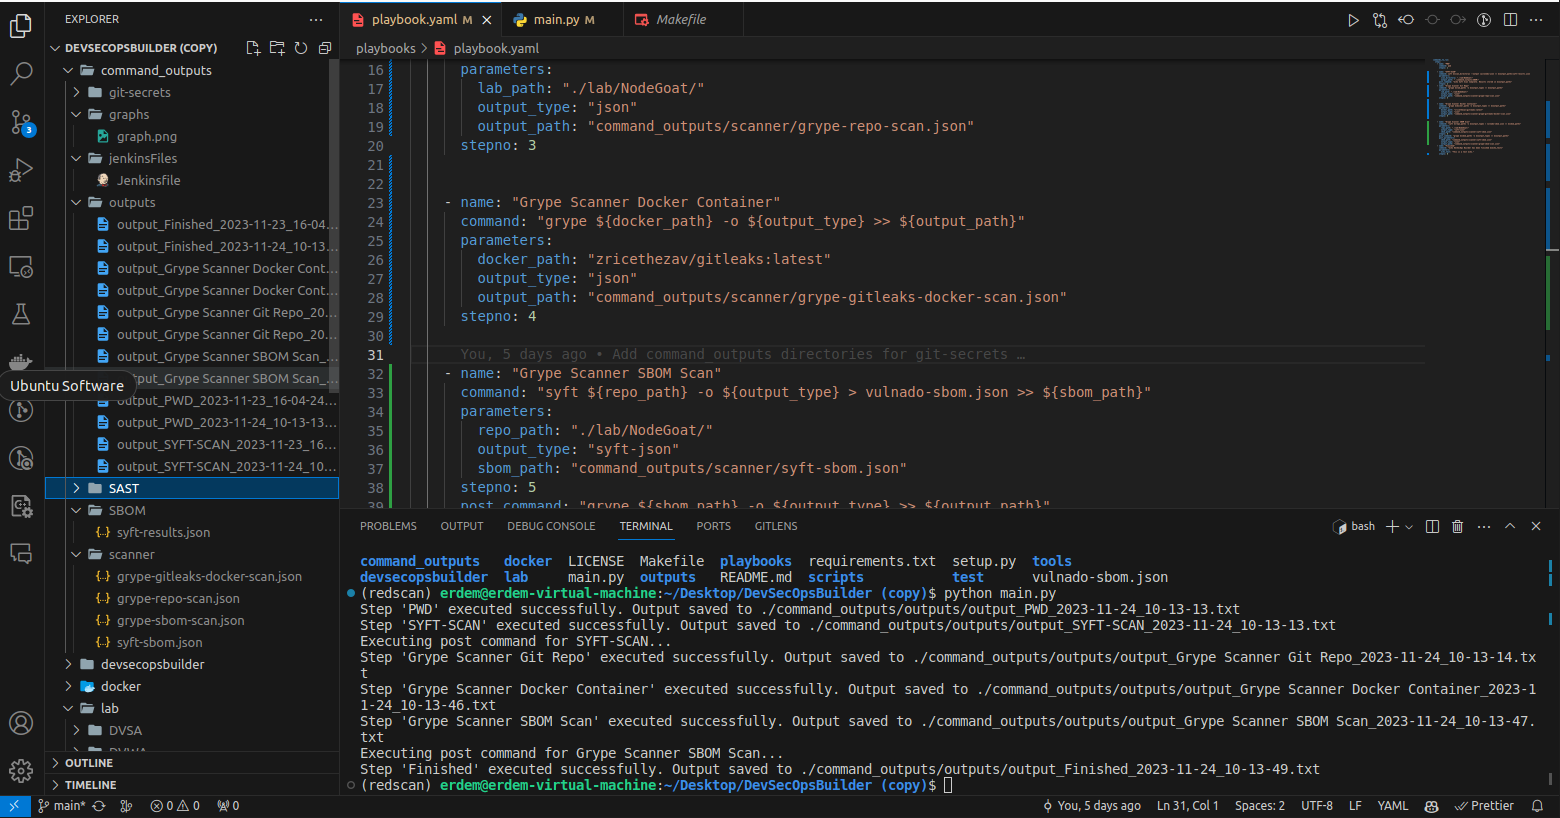 EXPLORER
DEVSECOPSBUILDER (COPY)
command_outputs
git-secrets
graphs
graph.png
jenkinsFiles
Jenkinsfile
outputs
output_Finished_2023-11-23_16-04...
output_Finished_2023-11-24_10-13...
output_Grype Scanner Docker Cont...
output_Grype Scanner Docker Cont...
output_Grype Scanner Git Repo_20...
output_Grype Scanner Git Repo_20...
output_Grype Scanner SBOM Scan_...
Ubuntu Software
tput_Grype Scanner SBOM Scan_...
output_PWD_2023-11-23_16-04-24...
output_PWD_2023-11-24_10-13-13...
output_SYFT-SCAN_2023-11-23_16...
output_SYFT-SCAN_2023-11-24_10...
SAST
SBOM
syft-results.json
scanner
grype-gitleaks-docker-scan.json
grype-repo-scan.json
grype-sbom-scan.json
syft-sbom.json
devsecopsbuilder
docker
lab
DVSA
OUTLINE
TIMELINE
3
playbook.yaml M
main.py M
Makefile
playbooks > playbook.yaml
16 parameters:
17 lab_path: "./lab/NodeGoat/"
18 output_type: "json"
19 output_path: "command_outputs/scanner/grype-repo-scan.json"
20 stepno: 3
21
22
23 - name: "Grype Scanner Docker Container"
24 command: "grype ${docker_path} -o ${output_type} >> ${output_path}"
25 parameters:
26 docker_path: "zricethezav/gitleaks:latest"
27 output_type: "json"
28 output_path: "command_outputs/scanner/grype-gitleaks-docker-scan.json"
29 stepno: 4
30
31 You, 5 days ago • Add command outputs directories for git-secrets …
32 - name: "Grype Scanner SBOM Scan"
33 command: "syft ${repo_path} -o ${output_type} > vulnado-sbom.json >> ${sbom_path}"
34 parameters:
35 repo_path: "./lab/NodeGoat/"
36 output_type: "syft-json"
37 sbom_path: "command_outputs/scanner/syft-sbom.json"
38 stepno: 5
39 post_command: "grype ${sbom_path} -o ${output_type} >> ${output_path}"
PROBLEMS OUTPUT DEBUG CONSOLE TERMINAL PORTS GITLENS
bash
command_outputs docker LICENSE Makefile playbooks requirements.txt setup.py tools
devsecopsbuilder lab main.py outputs README.md scripts test vulnado-sbom.json
(redscan) erdem@erdem-virtual-machine:~/Desktop/DevSecOpsBuilder (copy)$ python main.py
Step 'PWD' executed successfully. Output saved to ./command_outputs/outputs/output_PWD_2023-11-24_10-13-13.txt
Step 'SYFT-SCAN' executed successfully. Output saved to ./command_outputs/outputs/output_SYFT-SCAN_2023-11-24_10-13-13.txt
Executing post command for SYFT-SCAN...
Step 'Grype Scanner Git Repo' executed successfully. Output saved to ./command_outputs/outputs/output_Grype Scanner Git Repo_2023-11-24_10-13-14.tx
t
Step 'Grype Scanner Docker Container' executed successfully. Output saved to ./command_outputs/outputs/output_Grype Scanner Docker Container_2023-1
1-24_10-13-46.txt
Step 'Grype Scanner SBOM Scan' executed successfully. Output saved to ./command_outputs/outputs/output_Grype Scanner SBOM Scan_2023-11-24_10-13-47.
txt
Executing post command for Grype Scanner SBOM Scan...
Step 'Finished' executed successfully. Output saved to ./command_outputs/outputs/output_Finished_2023-11-24_10-13-49.txt
(redscan) erdem@erdem-virtual-machine:~/Desktop/DevSecOpsBuilder (copy)$
main* 0 0 0
You, 5 days ago Ln 31, Col 1 Spaces: 2 UTF-8 LF YAML Prettier